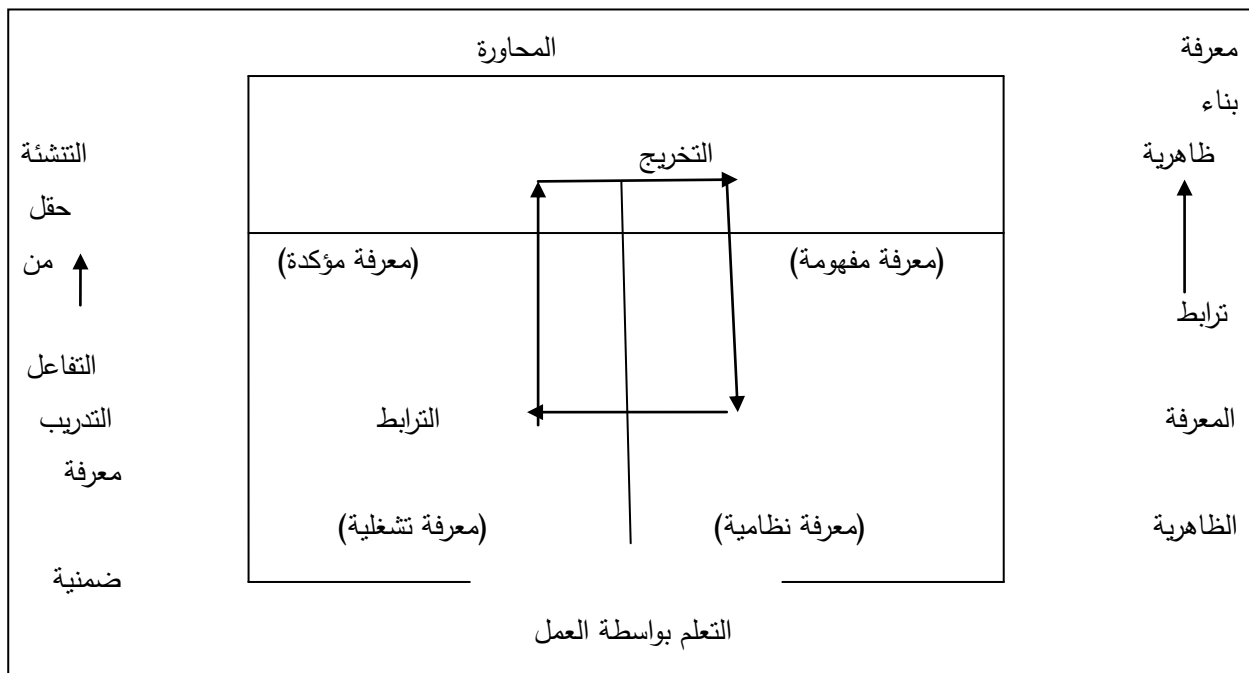 المحاورة
معرفة
بناء
ظاهرية
ترابط
المعرفة
الظاهرية
التخريج
(معرفة مفهومة)
(معرفة مؤكدة)
الترابط
(معرفة نظامية)
(معرفة تشغلية)
التنشئة
حقل
من
التفاعل
التدريب
معرفة
ضمنية
التعلم بواسطة العمل